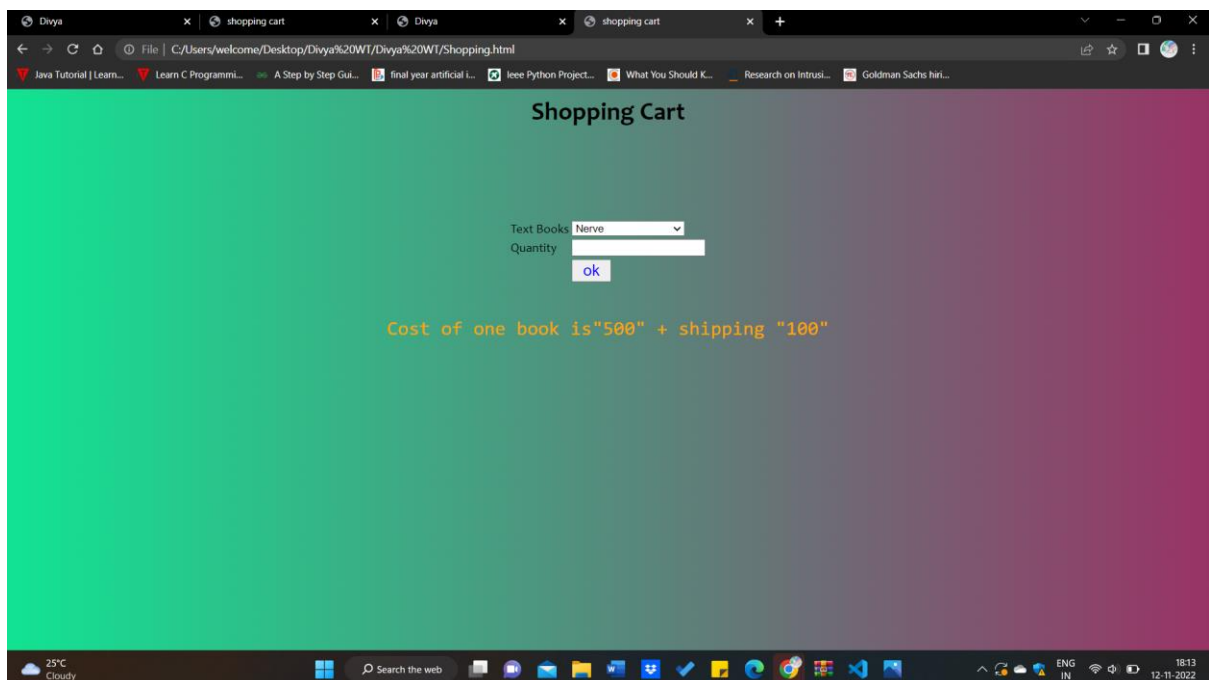 Divya shopping cart Divya shopping cart
File C:/Users/welcome/Desktop/Divya%20WT/Divya%20WT/Shopping.html
Java Tutorial | Learn... Learn C Programmi... A Step by Step Gui... final year artificial i... Ieee Python Project... What You Should K... Research on Intrusi... Goldman Sachs hiri...
Shopping Cart
Text Books Nerve
Quantity
ok
Cost of one book is"500" + shipping "100"
25°C Search the web ENG 18:13
Cloudy IN 12-11-2022